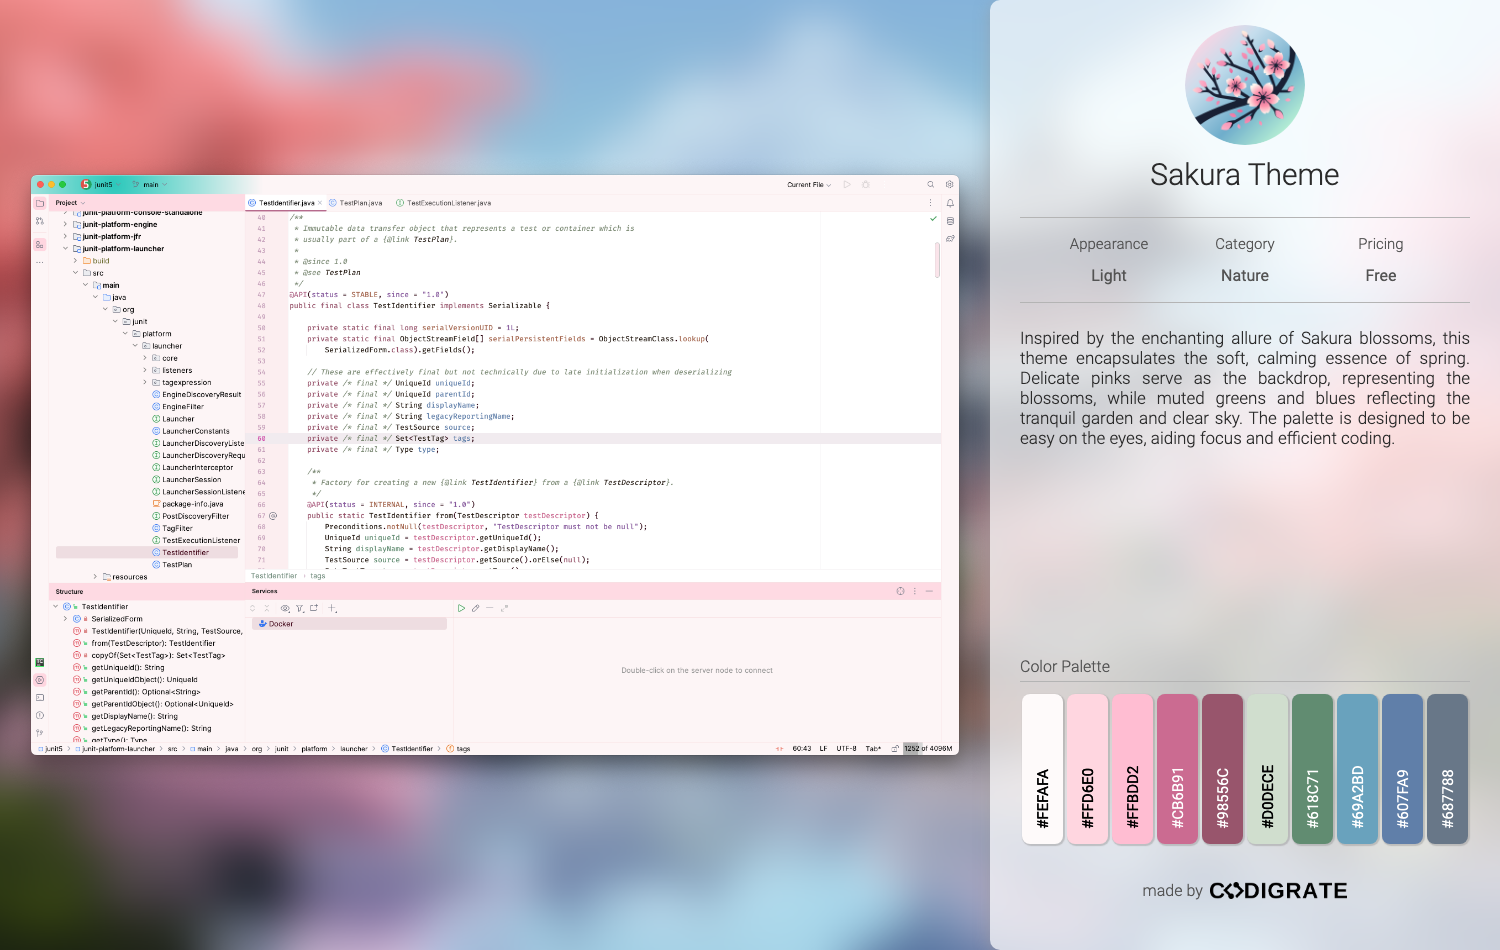 junit5
main
Current File
Project
TestIdentifier.java
TestPlan.java
TestExecutionListener.java
junit-platform-console-standalone
junit-platform-engine
junit-platform-jfr
junit-platform-launcher
build
src
main
java
org
junit
platform
launcher
core
listeners
tagexpression
EngineDiscoveryResult
EngineFilter
Launcher
LauncherConstants
LauncherDiscoveryListe
LauncherDiscoveryRequ
LauncherInterceptor
LauncherSession
LauncherSessionListene
package-info.java
PostDiscoveryFilter
TagFilter
TestExecutionListener
TestIdentifier
TestPlan
resources
40 /**
41 * Immutable data transfer object that represents a test or container which is
42 * usually part of a {@link TestPlan}.
43 *
44 * @since 1.0
45 * @see TestPlan
46 */
47 @API(status = STABLE, since = "1.0")
48 public final class TestIdentifier implements Serializable {
49
50 private static final long serialVersionUID = 1L;
51 private static final ObjectStreamField[] serialPersistentFields = ObjectStreamClass.lookup(
52 SerializedForm.class).getFields();
53
54 // These are effectively final but not technically due to late initialization when deserializing
55 private /* final */ UniqueId uniqueId;
56 private /* final */ UniqueId parentId;
57 private /* final */ String displayName;
58 private /* final */ String legacyReportingName;
59 private /* final */ TestSource source;
60 private /* final */ Set<TestTag> tags;
61 private /* final */ Type type;
62
63 /**
64 * Factory for creating a new {@link TestIdentifier} from a {@link TestDescriptor}.
65 */
66 @API(status = INTERNAL, since = "1.0")
67 public static TestIdentifier from(TestDescriptor testDescriptor) {
68 Preconditions.notNull(testDescriptor, "TestDescriptor must not be null");
69 UniqueId uniqueId = testDescriptor.getUniqueId();
70 String displayName = testDescriptor.getDisplayName();
71 TestSource source = testDescriptor.getSource().orElse(null);
TestIdentifier › tags
Structure
TestIdentifier
SerializedForm
TestIdentifier(UniqueId, String, TestSource,
from(TestDescriptor): TestIdentifier
copyOf(Set<TestTag>): Set<TestTag>
getUniqueId(): String
getUniqueIdObject(): UniqueId
getParentId(): Optional<String>
getParentIdObject(): Optional<UniqueId>
getDisplayName(): String
getLegacyReportingName(): String
getType(): Type
Services
Docker
Double-click on the server node to connect
junit5 › junit-platform-launcher › src › main › java › org › junit › platform › launcher › TestIdentifier › tags
60:43 LF UTF-8 Tab* 1252 of 4096M
Sakura Theme
Appearance Category Pricing
Light Nature Free
Inspired by the enchanting allure of Sakura blossoms, this
theme encapsulates the soft, calming essence of spring.
Delicate pinks serve as the backdrop, representing the
blossoms, while muted greens and blues reflecting the
tranquil garden and clear sky. The palette is designed to be
easy on the eyes, aiding focus and efficient coding.
Color Palette
#FEFAFA
#FFD6E0
#FFBDD2
#CB6B91
#98556C
#D0DECE
#618C71
#69A2BD
#607FA9
#687788
made by CODIGRATE